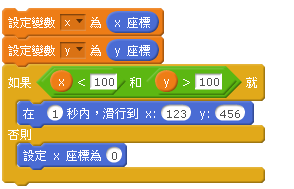 設定變數 x 為 x 座標
設定變數 y 為 y 座標
如果 x < 100 和 y > 100 就
在 1 秒內，滑行到 x: 123 y: 456
否則
設定 x 座標為 0